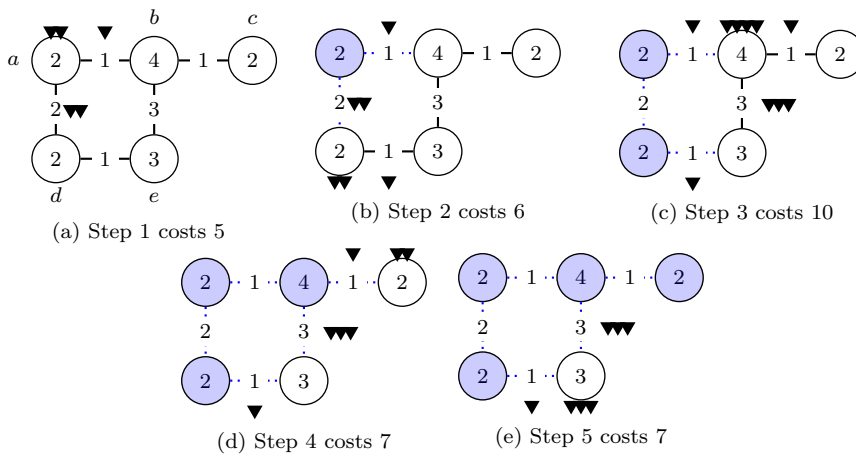 b c
a 2 1 4 1 2
2 3
2 1 3
d e
(a) Step 1 costs 5
2 1 4 1 2
2 3
2 1 3
(b) Step 2 costs 6
2 1 4 1 2
2 3
2 1 3
(c) Step 3 costs 10
2 1 4 1 2
2 3
2 1 3
(d) Step 4 costs 7
2 1 4 1 2
2 3
2 1 3
(e) Step 5 costs 7